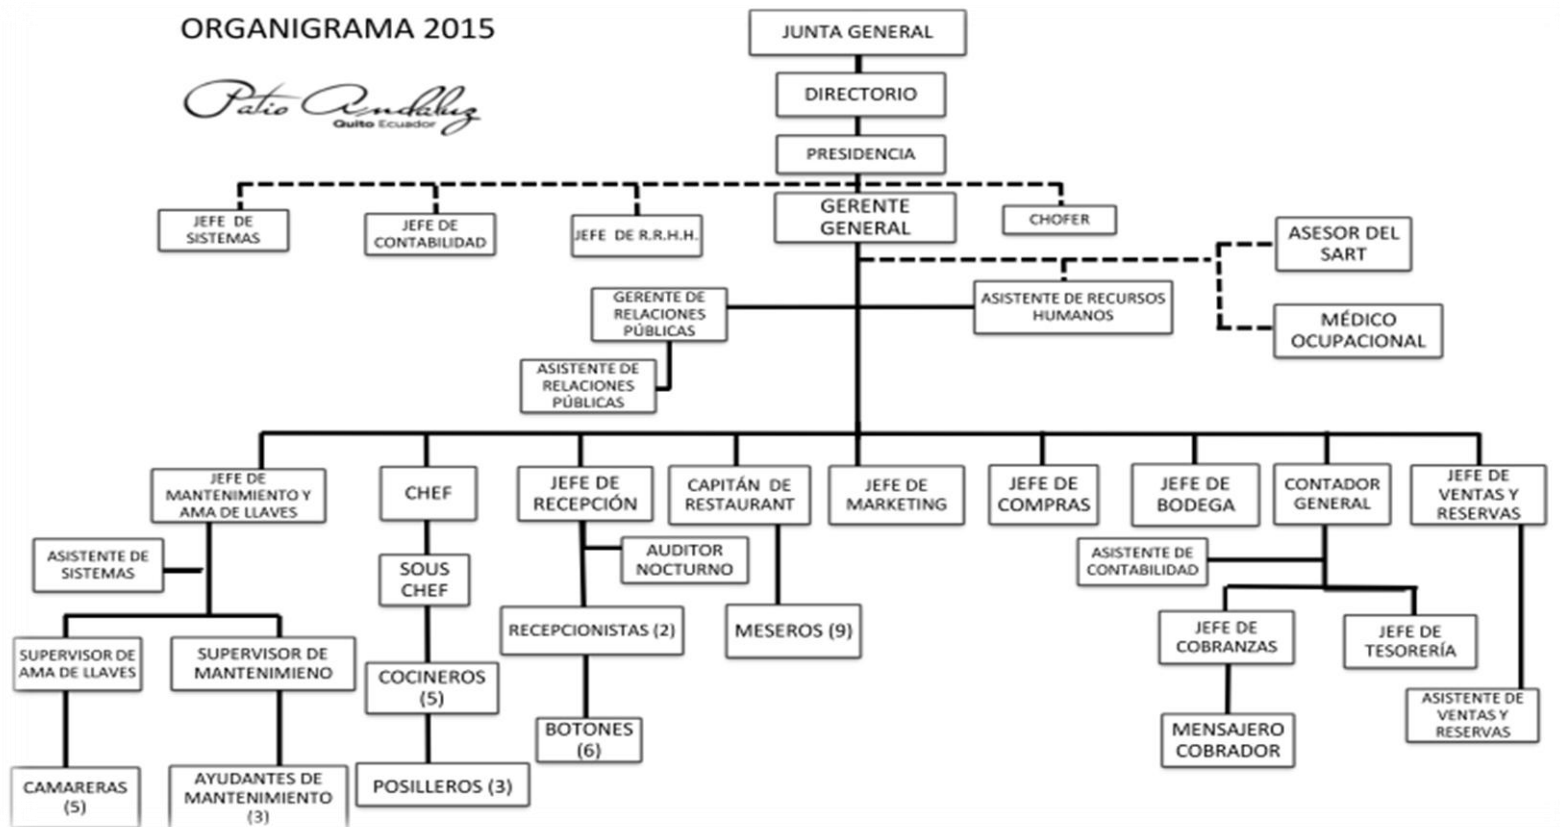 ORGANIGRAMA 2015
Patio Andaluz
Quito Ecuador
JUNTA GENERAL
DIRECTORIO
PRESIDENCIA
JEFE DE
SISTEMAS
JEFE DE
CONTABILIDAD
JEFE DE R.R.H.H.
GERENTE
GENERAL
CHOFER
ASESOR DEL
SART
GERENTE DE
RELACIONES
PÚBLICAS
ASISTENTE DE RECURSOS
HUMANOS
MÉDICO
OCUPACIONAL
ASISTENTE DE
RELACIONES
PÚBLICAS
JEFE DE
MANTENIMIENTO Y
AMA DE LLAVES
CHEF
JEFE DE
RECEPCIÓN
CAPITÁN DE
RESTAURANT
JEFE DE
MARKETING
JEFE DE
COMPRAS
JEFE DE
BODEGA
CONTADOR
GENERAL
JEFE DE
VENTAS Y
RESERVAS
ASISTENTE DE
SISTEMAS
SOUS
CHEF
AUDITOR
NOCTURNO
ASISTENTE DE
CONTABILIDAD
RECEPCIONISTAS (2)
MESEROS (9)
JEFE DE
COBRANZAS
JEFE DE
TESORERÍA
SUPERVISOR DE
AMA DE LLAVES
SUPERVISOR DE
MANTENIMIENO
COCINEROS
(5)
BOTONES
(6)
MENSAJERO
COBRADOR
ASISTENTE DE
VENTAS Y
RESERVAS
CAMARERAS
(5)
AYUDANTES DE
MANTENIMIENTO
(3)
POSILLEROS (3)